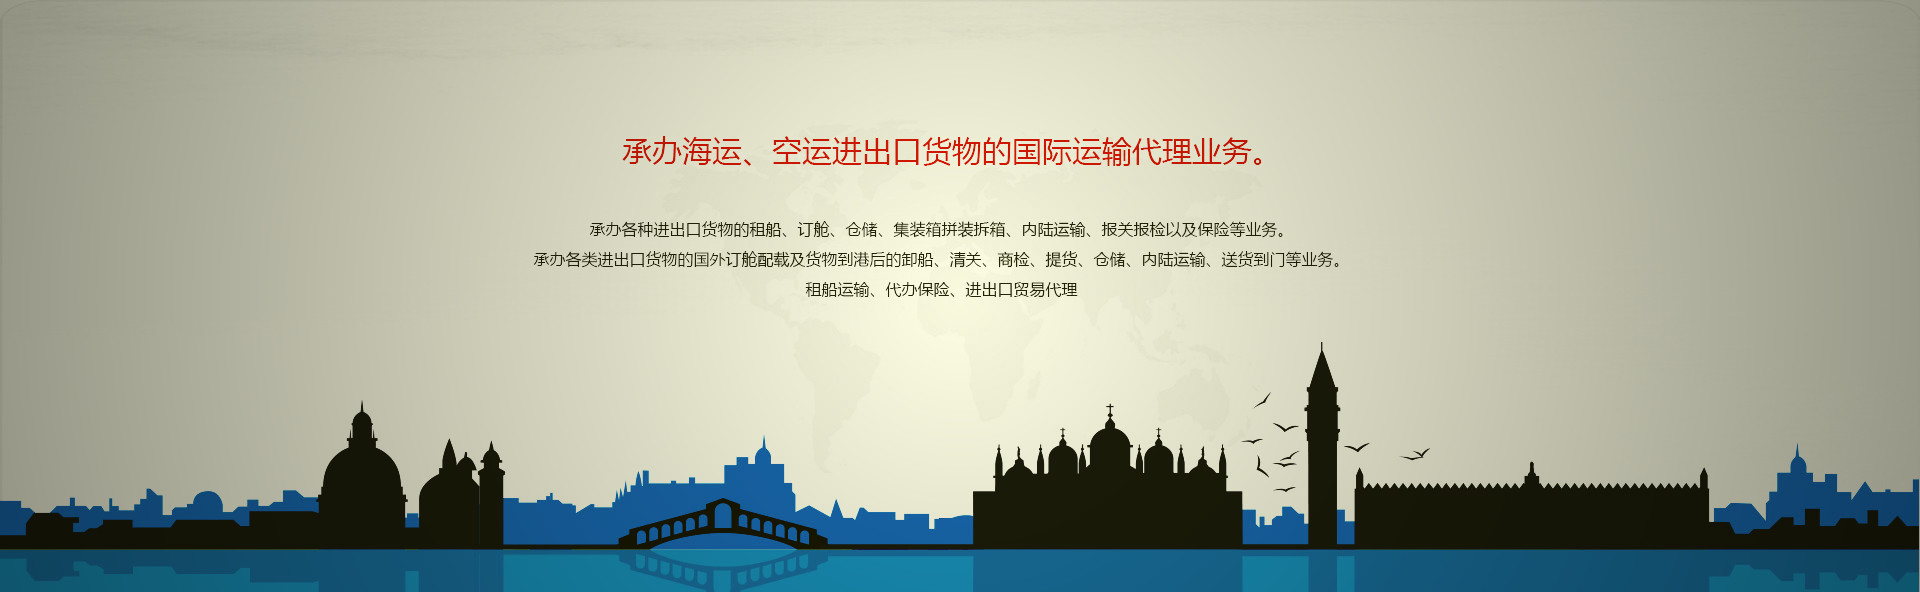 承办海运、空运进出口货物的国际运输代理业务。
承办各种进出口货物的租船、订舱、仓储、集装箱拼装拆箱、内陆运输、报关报检以及保险等业务。
承办各类进出口货物的国外订舱配载及货物到港后的卸船、清关、商检、提货、仓储、内陆运输、送货到门等业务。
租船运输、代办保险、进出口贸易代理